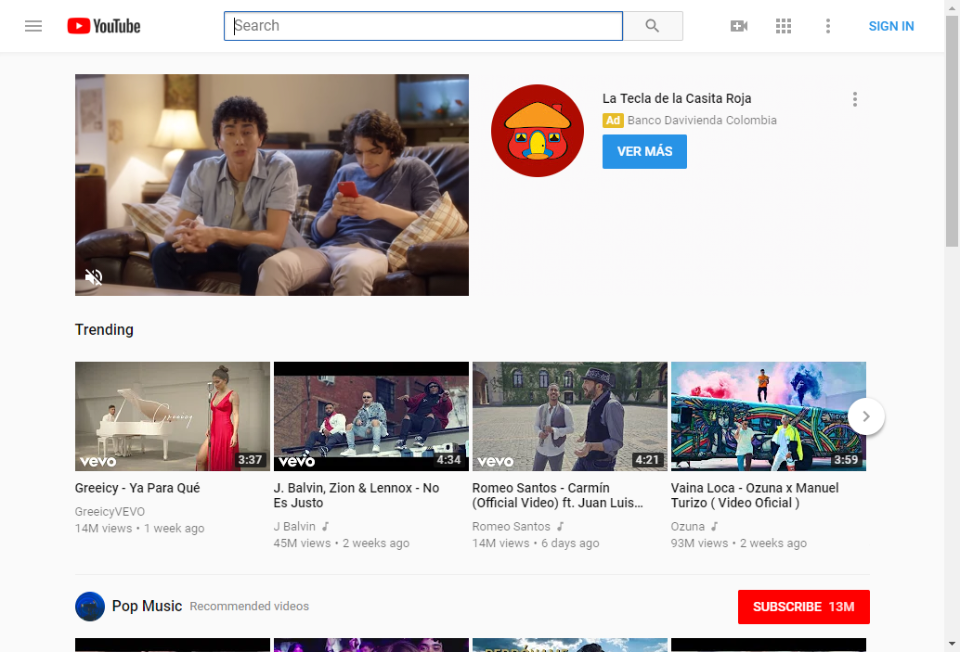 YouTube
Search
SIGN IN
La Tecla de la Casita Roja
Ad Banco Davivienda Colombia
VER MÁS
Trending
Greeicy
vevo
3:37
vevo
4:34
vevo
4:21
3:59
Greeicy - Ya Para Qué
GreeicyVEVO
14M views • 1 week ago
J. Balvin, Zion & Lennox - No
Es Justo
J Balvin
45M views • 2 weeks ago
Romeo Santos - Carmín
(Official Video) ft. Juan Luis...
Romeo Santos
14M views • 6 days ago
Vaina Loca - Ozuna x Manuel
Turizo ( Video Oficial )
Ozuna
93M views • 2 weeks ago
Pop Music Recommended videos
SUBSCRIBE 13M